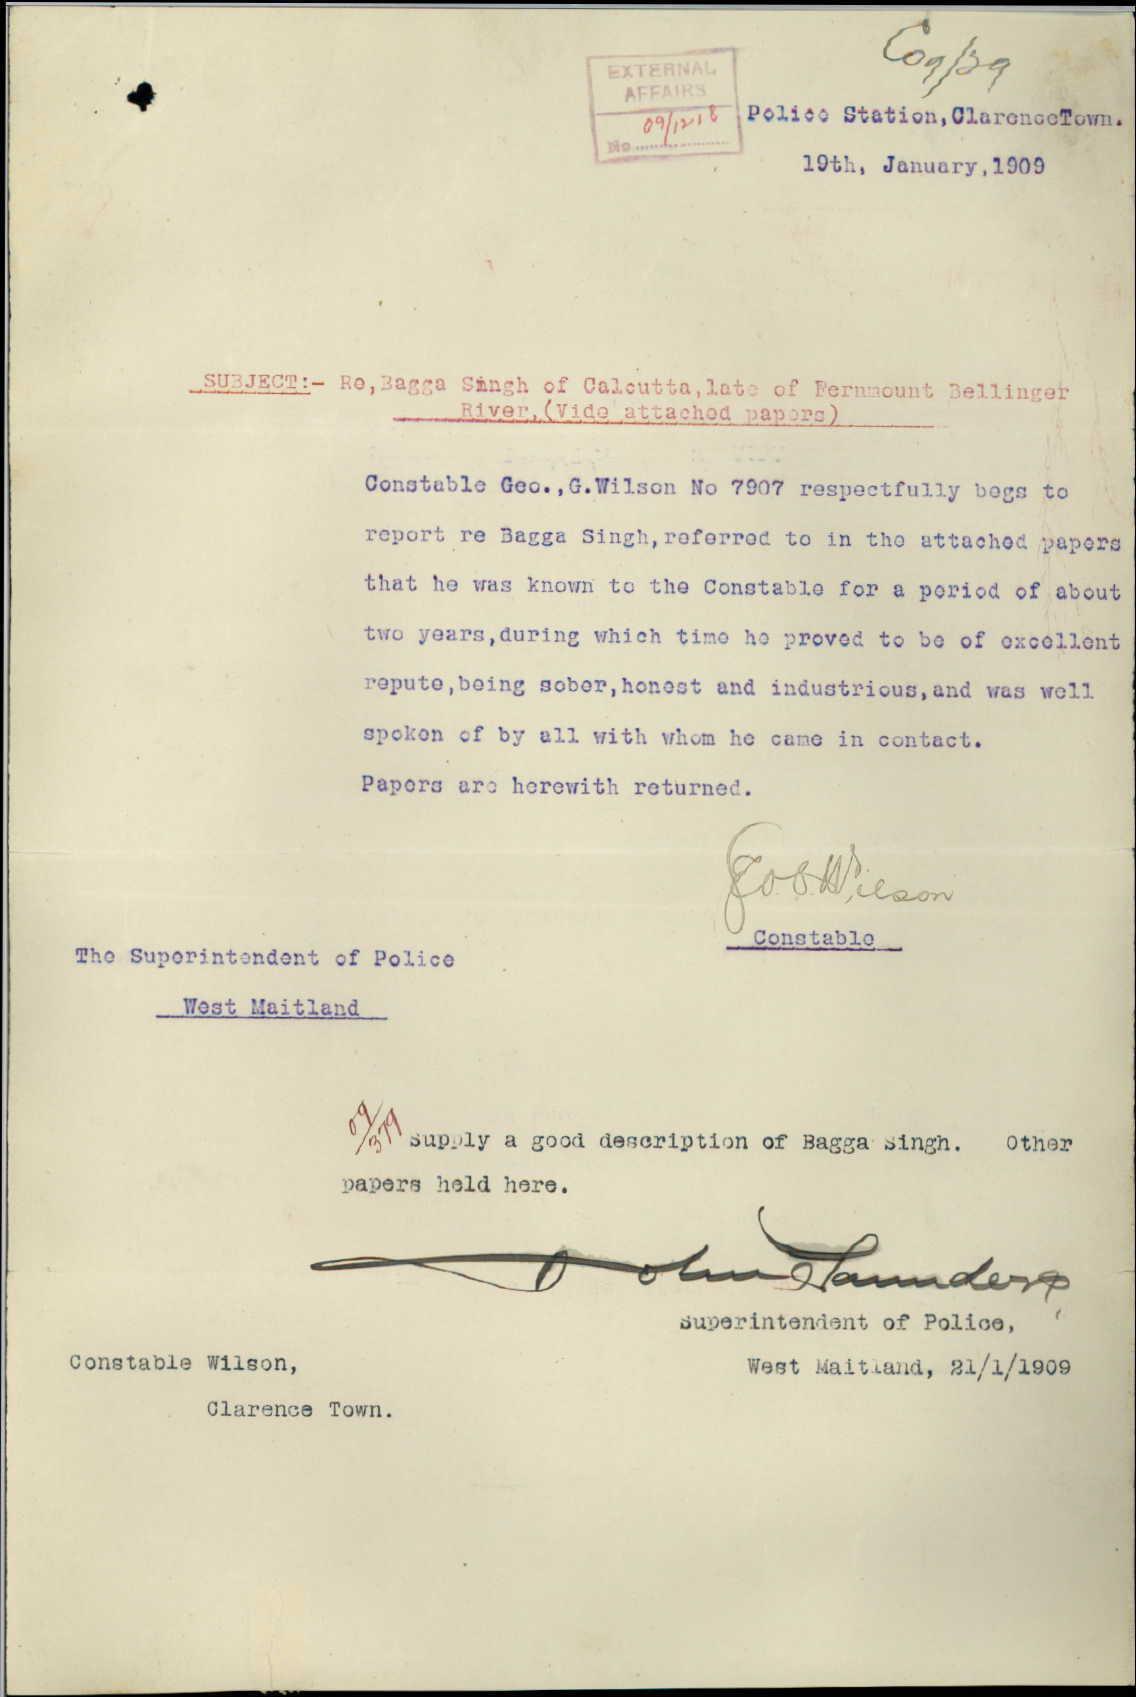 C09/39
EXTERNAL
AFFAIRS
No 09/1218
Police Station,ClarenceTown.
19th, January,1909
SUBJECT:- Re,Bagga Singh of Calcutta,late of Fernmount Bellinger
River,(Vide attached papers)
Constable Geo.,G.Wilson No 7907 respectfully begs to
report re Bagga Singh,referred to in the attached papers
that he was known to the Constable for a period of about
two years,during which time he proved to be of excellent
repute,being sober,honest and industrious,and was well
spoken of by all with whom he came in contact.
Papers are herewith returned.
Geo G Wilson
Constable
The Superintendent of Police
West Maitland
09/379
Supply a good description of Bagga Singh. Other
papers held here.
John Saunders
Superintendent of Police,
West Maitland, 21/1/1909
Constable Wilson,
Clarence Town.